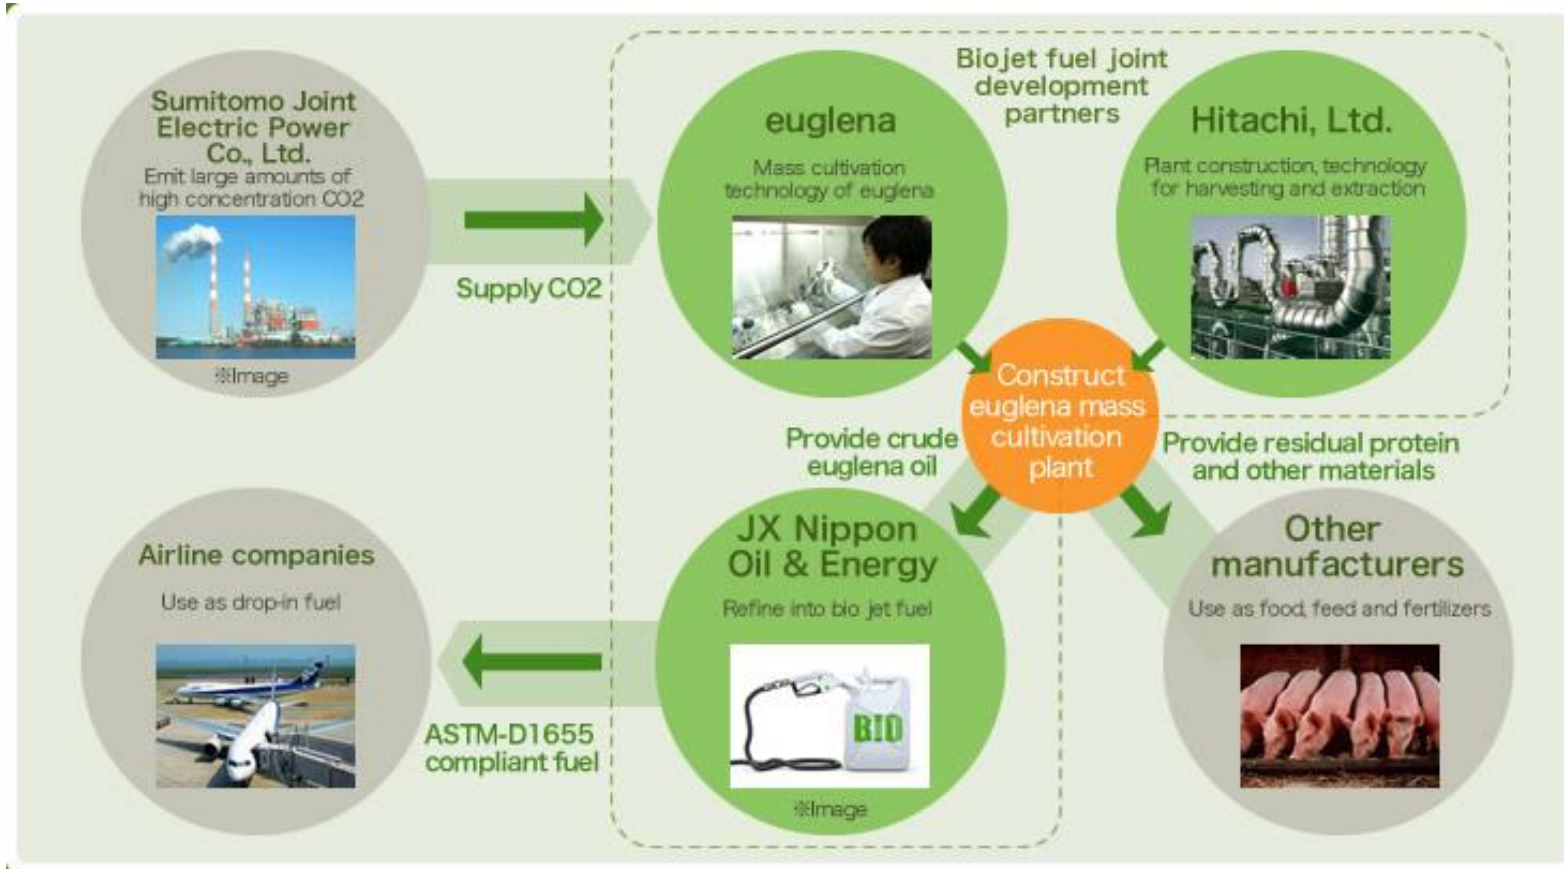 Sumitomo Joint
Electric Power
Co., Ltd.
Emit large amounts of
high concentration CO2
※Image
Supply CO2
Biojet fuel joint
development
partners
euglena
Mass cultivation
technology of euglena
Hitachi, Ltd.
Plant construction, technology
for harvesting and extraction
Construct
euglena mass
cultivation
plant
Provide crude
euglena oil
Provide residual protein
and other materials
JX Nippon
Oil & Energy
Refine into bio jet fuel
BIO
※Image
Other
manufacturers
Use as food, feed and fertilizers
ASTM-D1655
compliant fuel
Airline companies
Use as drop-in fuel